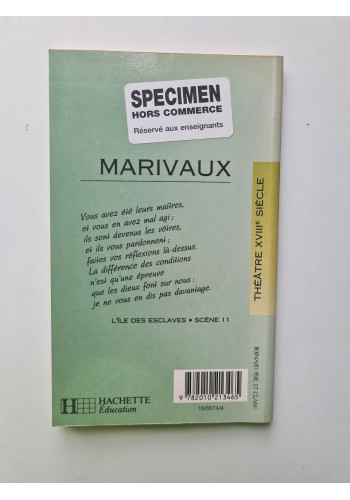 SPECIMEN
HORS COMMERCE
Réservé aux enseignants
MARIVAUX
Vous avez été leurs maîtres,
et vous en avez mal agi ;
ils sont devenus les vôtres,
et ils vous pardonnent ;
faites vos réflexions là-dessus.
La différence des conditions
n'est qu'une épreuve
que les dieux font sur nous :
je ne vous en dis pas davantage.
L'ÎLE DES ESCLAVES • SCÈNE 11
THÉÂTRE XVIIIE SIÈCLE
HACHETTE
Éducation
9 782010 213465
16/6574/4